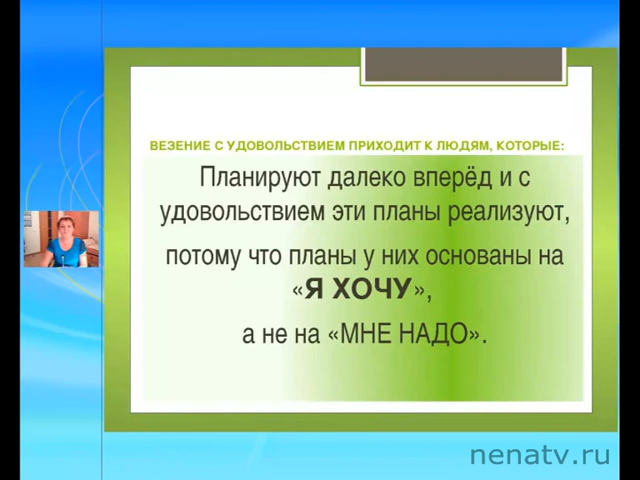 ВЕЗЕНИЕ С УДОВОЛЬСТВИЕМ ПРИХОДИТ К ЛЮДЯМ, КОТОРЫЕ:
Планируют далеко вперёд и с
удовольствием эти планы реализуют,
потому что планы у них основаны на
«Я ХОЧУ»,
а не на «МНЕ НАДО».
nenatv.ru